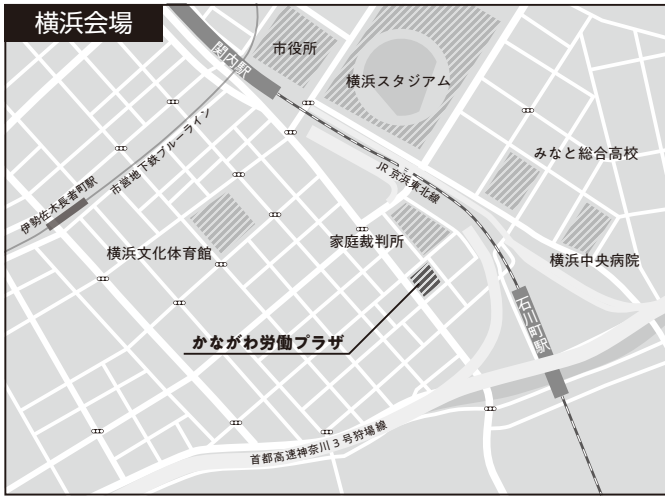 横浜会場
市役所
関内駅
横浜スタジアム
みなと総合高校
市営地下鉄ブルーライン
JR 京浜東北線
伊勢佐木長者町駅
家庭裁判所
横浜文化体育館
横浜中央病院
石川町駅
かながわ労働プラザ
首都高速神奈川3号狩場線